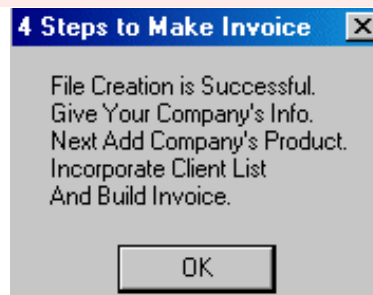 4 Steps to Make Invoice
File Creation is Successful.
Give Your Company's Info.
Next Add Company's Product.
Incorporate Client List
And Build Invoice.
OK